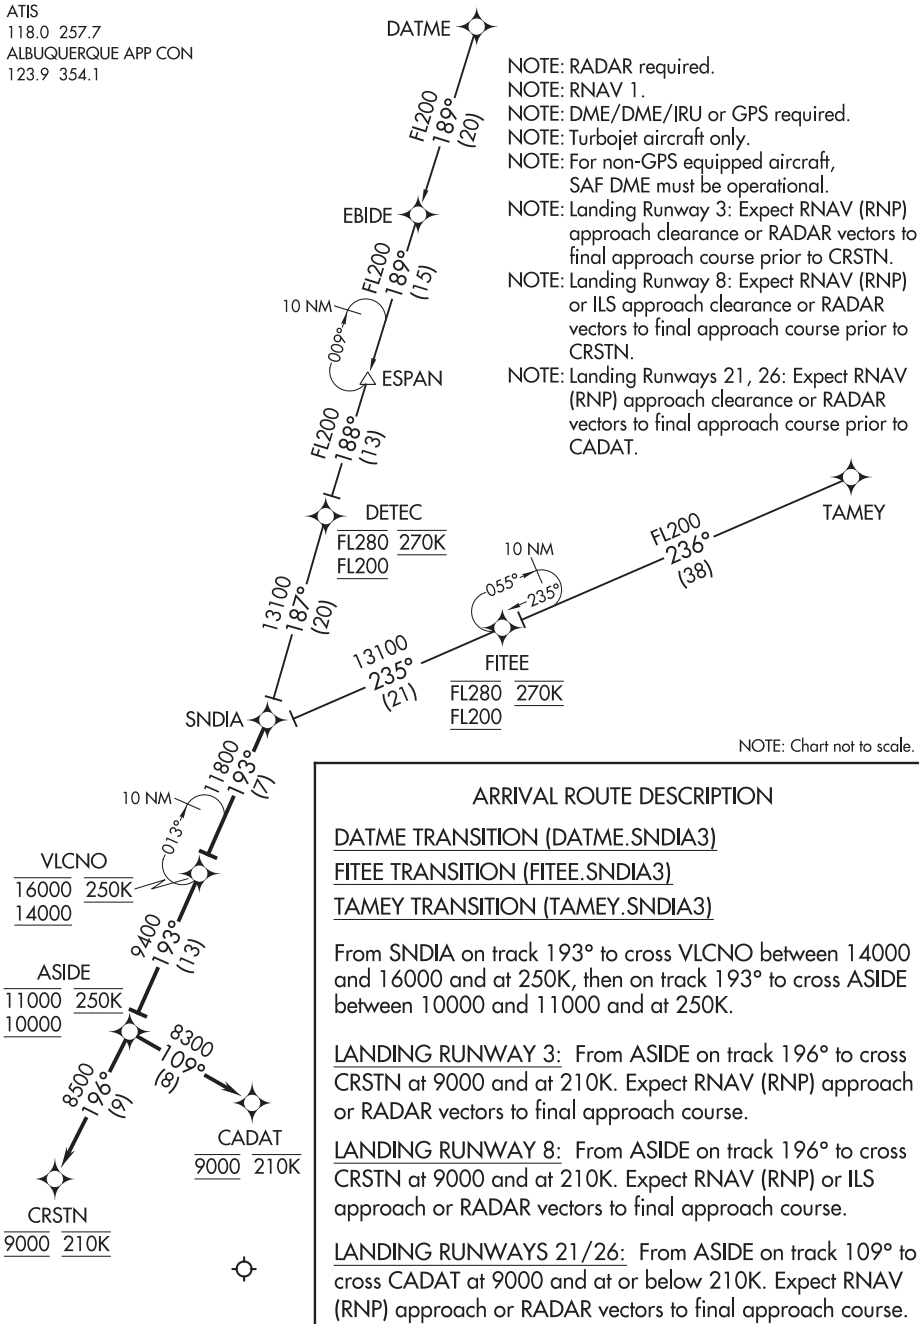 ATIS
118.0 257.7
ALBUQUERQUE APP CON
123.9 354.1
DATME
NOTE: RADAR required.
NOTE: RNAV 1.
NOTE: DME/DME/IRU or GPS required.
NOTE: Turbojet aircraft only.
NOTE: For non-GPS equipped aircraft,
SAF DME must be operational.
NOTE: Landing Runway 3: Expect RNAV (RNP)
approach clearance or RADAR vectors to
final approach course prior to CRSTN.
NOTE: Landing Runway 8: Expect RNAV (RNP)
or ILS approach clearance or RADAR
vectors to final approach course prior to
CRSTN.
NOTE: Landing Runways 21, 26: Expect RNAV
(RNP) approach clearance or RADAR
vectors to final approach course prior to
CADAT.
FL200
189°
(20)
EBIDE
FL200
189°
(15)
10 NM
009°
ESPAN
FL200
188°
(13)
DETEC
FL280 270K
FL200
TAMEY
FL200
236°
(38)
10 NM
055°
235°
FITEE
FL280 270K
FL200
13100
187°
(20)
13100
235°
(21)
SNDIA
NOTE: Chart not to scale.
11800
193°
(7)
10 NM
013°
VLCNO
16000 250K
14000
9400
193°
(13)
ASIDE
11000 250K
10000
8300
109°
(8)
8500
196°
(9)
CADAT
9000 210K
CRSTN
9000 210K
ARRIVAL ROUTE DESCRIPTION
DATME TRANSITION (DATME.SNDIA3)
FITEE TRANSITION (FITEE.SNDIA3)
TAMEY TRANSITION (TAMEY.SNDIA3)
From SNDIA on track 193° to cross VLCNO between 14000
and 16000 and at 250K, then on track 193° to cross ASIDE
between 10000 and 11000 and at 250K.
LANDING RUNWAY 3: From ASIDE on track 196° to cross
CRSTN at 9000 and at 210K. Expect RNAV (RNP) approach
or RADAR vectors to final approach course.
LANDING RUNWAY 8: From ASIDE on track 196° to cross
CRSTN at 9000 and at 210K. Expect RNAV (RNP) or ILS
approach or RADAR vectors to final approach course.
LANDING RUNWAYS 21/26: From ASIDE on track 109° to
cross CADAT at 9000 and at or below 210K. Expect RNAV
(RNP) approach or RADAR vectors to final approach course.